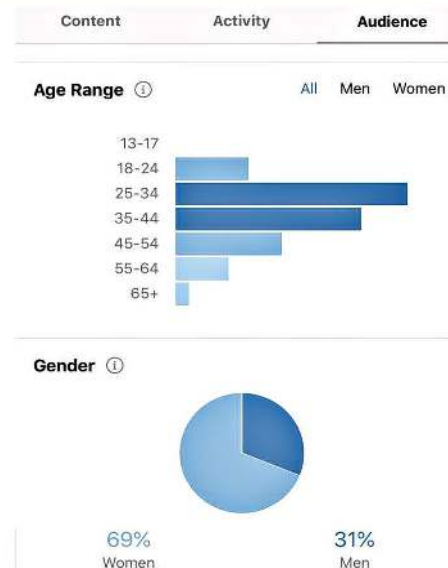 Content Activity Audience
Age Range All Men Women
13-17
18-24
25-34
35-44
45-54
55-64
65+
Gender
69% 31%
Women Men